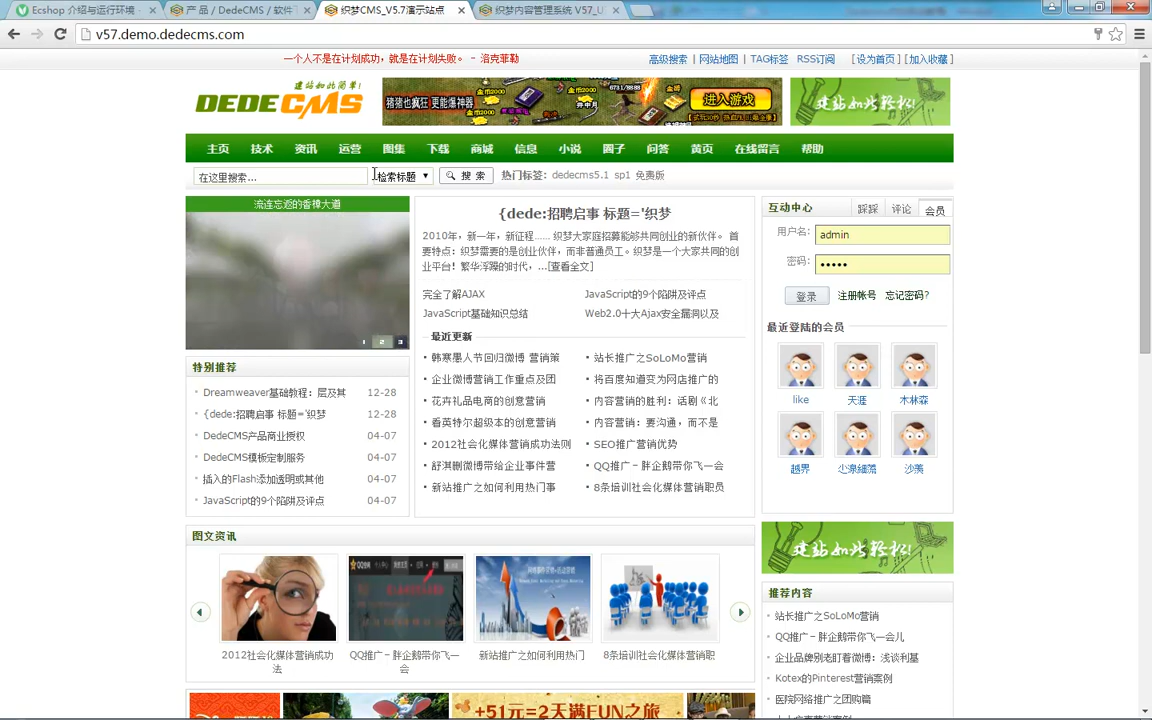 Ecshop 介绍与运行环境
产 品 / DedeCMS / 软件
织梦CMS_V5.7演示站点
织梦内容管理系统 V57_U
v57.demo.dedecms.com
一个人不是在计划成功，就是在计划失败。 - 洛克菲勒
高级搜索 | 网站地图 | TAG标签 RSS订阅 [设为首页] [加入收藏]
建站如此简单!
DEDECMS
猪猪也疯狂 更能爆神器
进入游戏
建站如此轻松!
主页 技术 资讯 运营 图集 下载 商城 信息 小说 圈子 问答 黄页 在线留言 帮助
在这里搜索...
检索标题
搜 索
热门标签: dedecms5.1 sp1 免费版
流连忘返的香樟大道
1 2 3
{dede:招聘启事 标题='织梦
2010年，新一年，新征程…… 织梦大家庭招募能够共同创业的新伙伴。 首
要特点：织梦需要的是创业伙伴，而非普通员工。织梦是一个大家共同的创
业平台！繁华浮躁的时代，...[查看全文]
完全了解AJAX
JavaScript的9个陷阱及评点
JavaScript基础知识总结
Web2.0十大Ajax安全漏洞以及
最近更新
韩寒愚人节回归微博 营销策
站长推广之SoLoMo营销
企业微博营销工作重点及团
将百度知道变为网店推广的
花卉礼品电商的创意营销
内容营销的胜利：话剧《北
看英特尔超级本的创意营销
内容营销：要沟通，而不是
2012社会化媒体营销成功法则
SEO推广营销优势
舒淇删微博带给企业事件营
QQ推广－胖企鹅带你飞一会
新站推广之如何利用热门事
8条培训社会化媒体营销职员
互动中心
踩踩 评论 会员
用户名: admin
密码: •••••
登录 注册帐号 忘记密码?
最近登陆的会员
like 天涯 木林森
越界 尘缘细荡 沙羡
特别推荐
Dreamweaver基础教程：层及其 12-28
{dede:招聘启事 标题='织梦 12-28
DedeCMS产品商业授权 04-07
DedeCMS模板定制服务 04-07
插入的Flash添加透明或其他 04-07
JavaScript的9个陷阱及评点 04-07
图文资讯
2012社会化媒体营销成功
法
QQ推广－胖企鹅带你飞一
会
新站推广之如何利用热门
8条培训社会化媒体营销职
建站如此轻松!
推荐内容
站长推广之SoLoMo营销
QQ推广－胖企鹅带你飞一会儿
企业品牌别老盯着微博：浅谈利基
Kotex的Pinterest营销案例
医院网络推广之团购篇
+51元=2天满EUN之旅